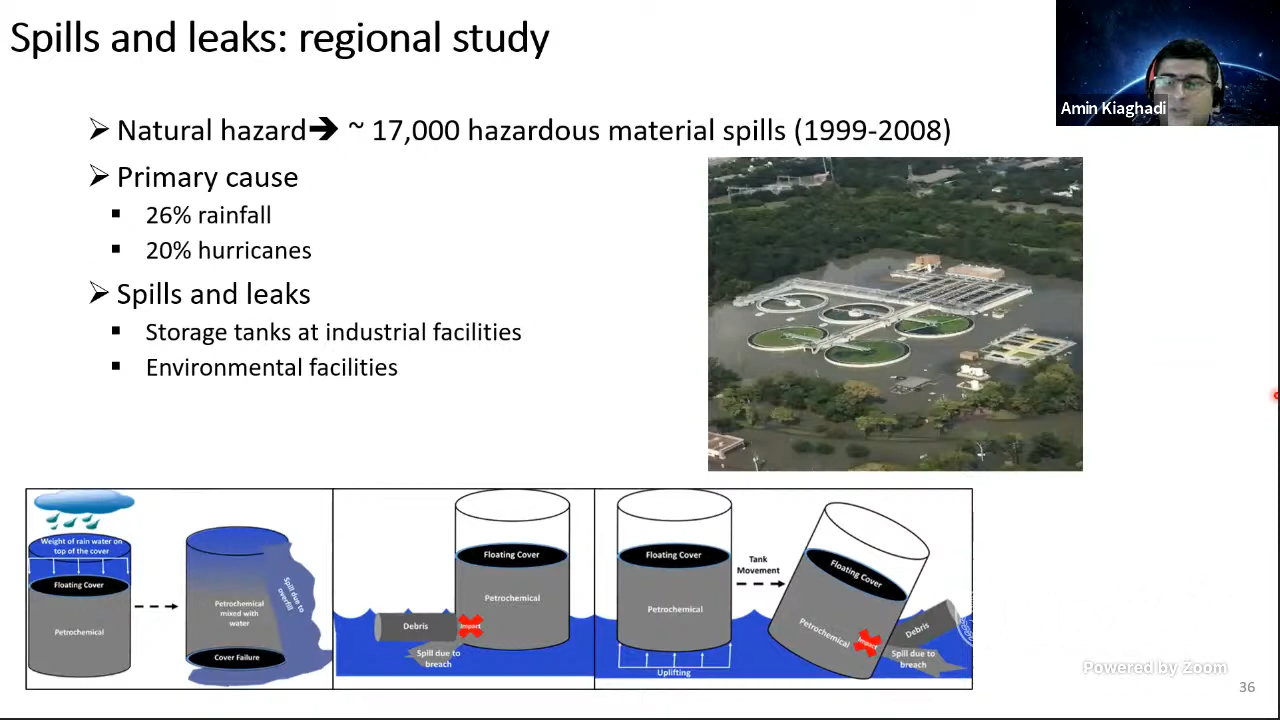 Spills and leaks: regional study
Amin Kiaghadi
Natural hazard➔ ~ 17,000 hazardous material spills (1999-2008)
Primary cause
26% rainfall
20% hurricanes
Spills and leaks
Storage tanks at industrial facilities
Environmental facilities
Weight of rain water on
top of the cover
Floating Cover
Petrochemical
Petrochemical
mixed with
water
Cover Failure
Spill due to
overfill
Floating Cover
Petrochemical
Debris
Impact
Spill due to
breach
Floating Cover
Petrochemical
Uplifting
Tank
Movement
Floating Cover
Petrochemical
Impact
Debris
Spill due to
breach
Powered by Zoom
36